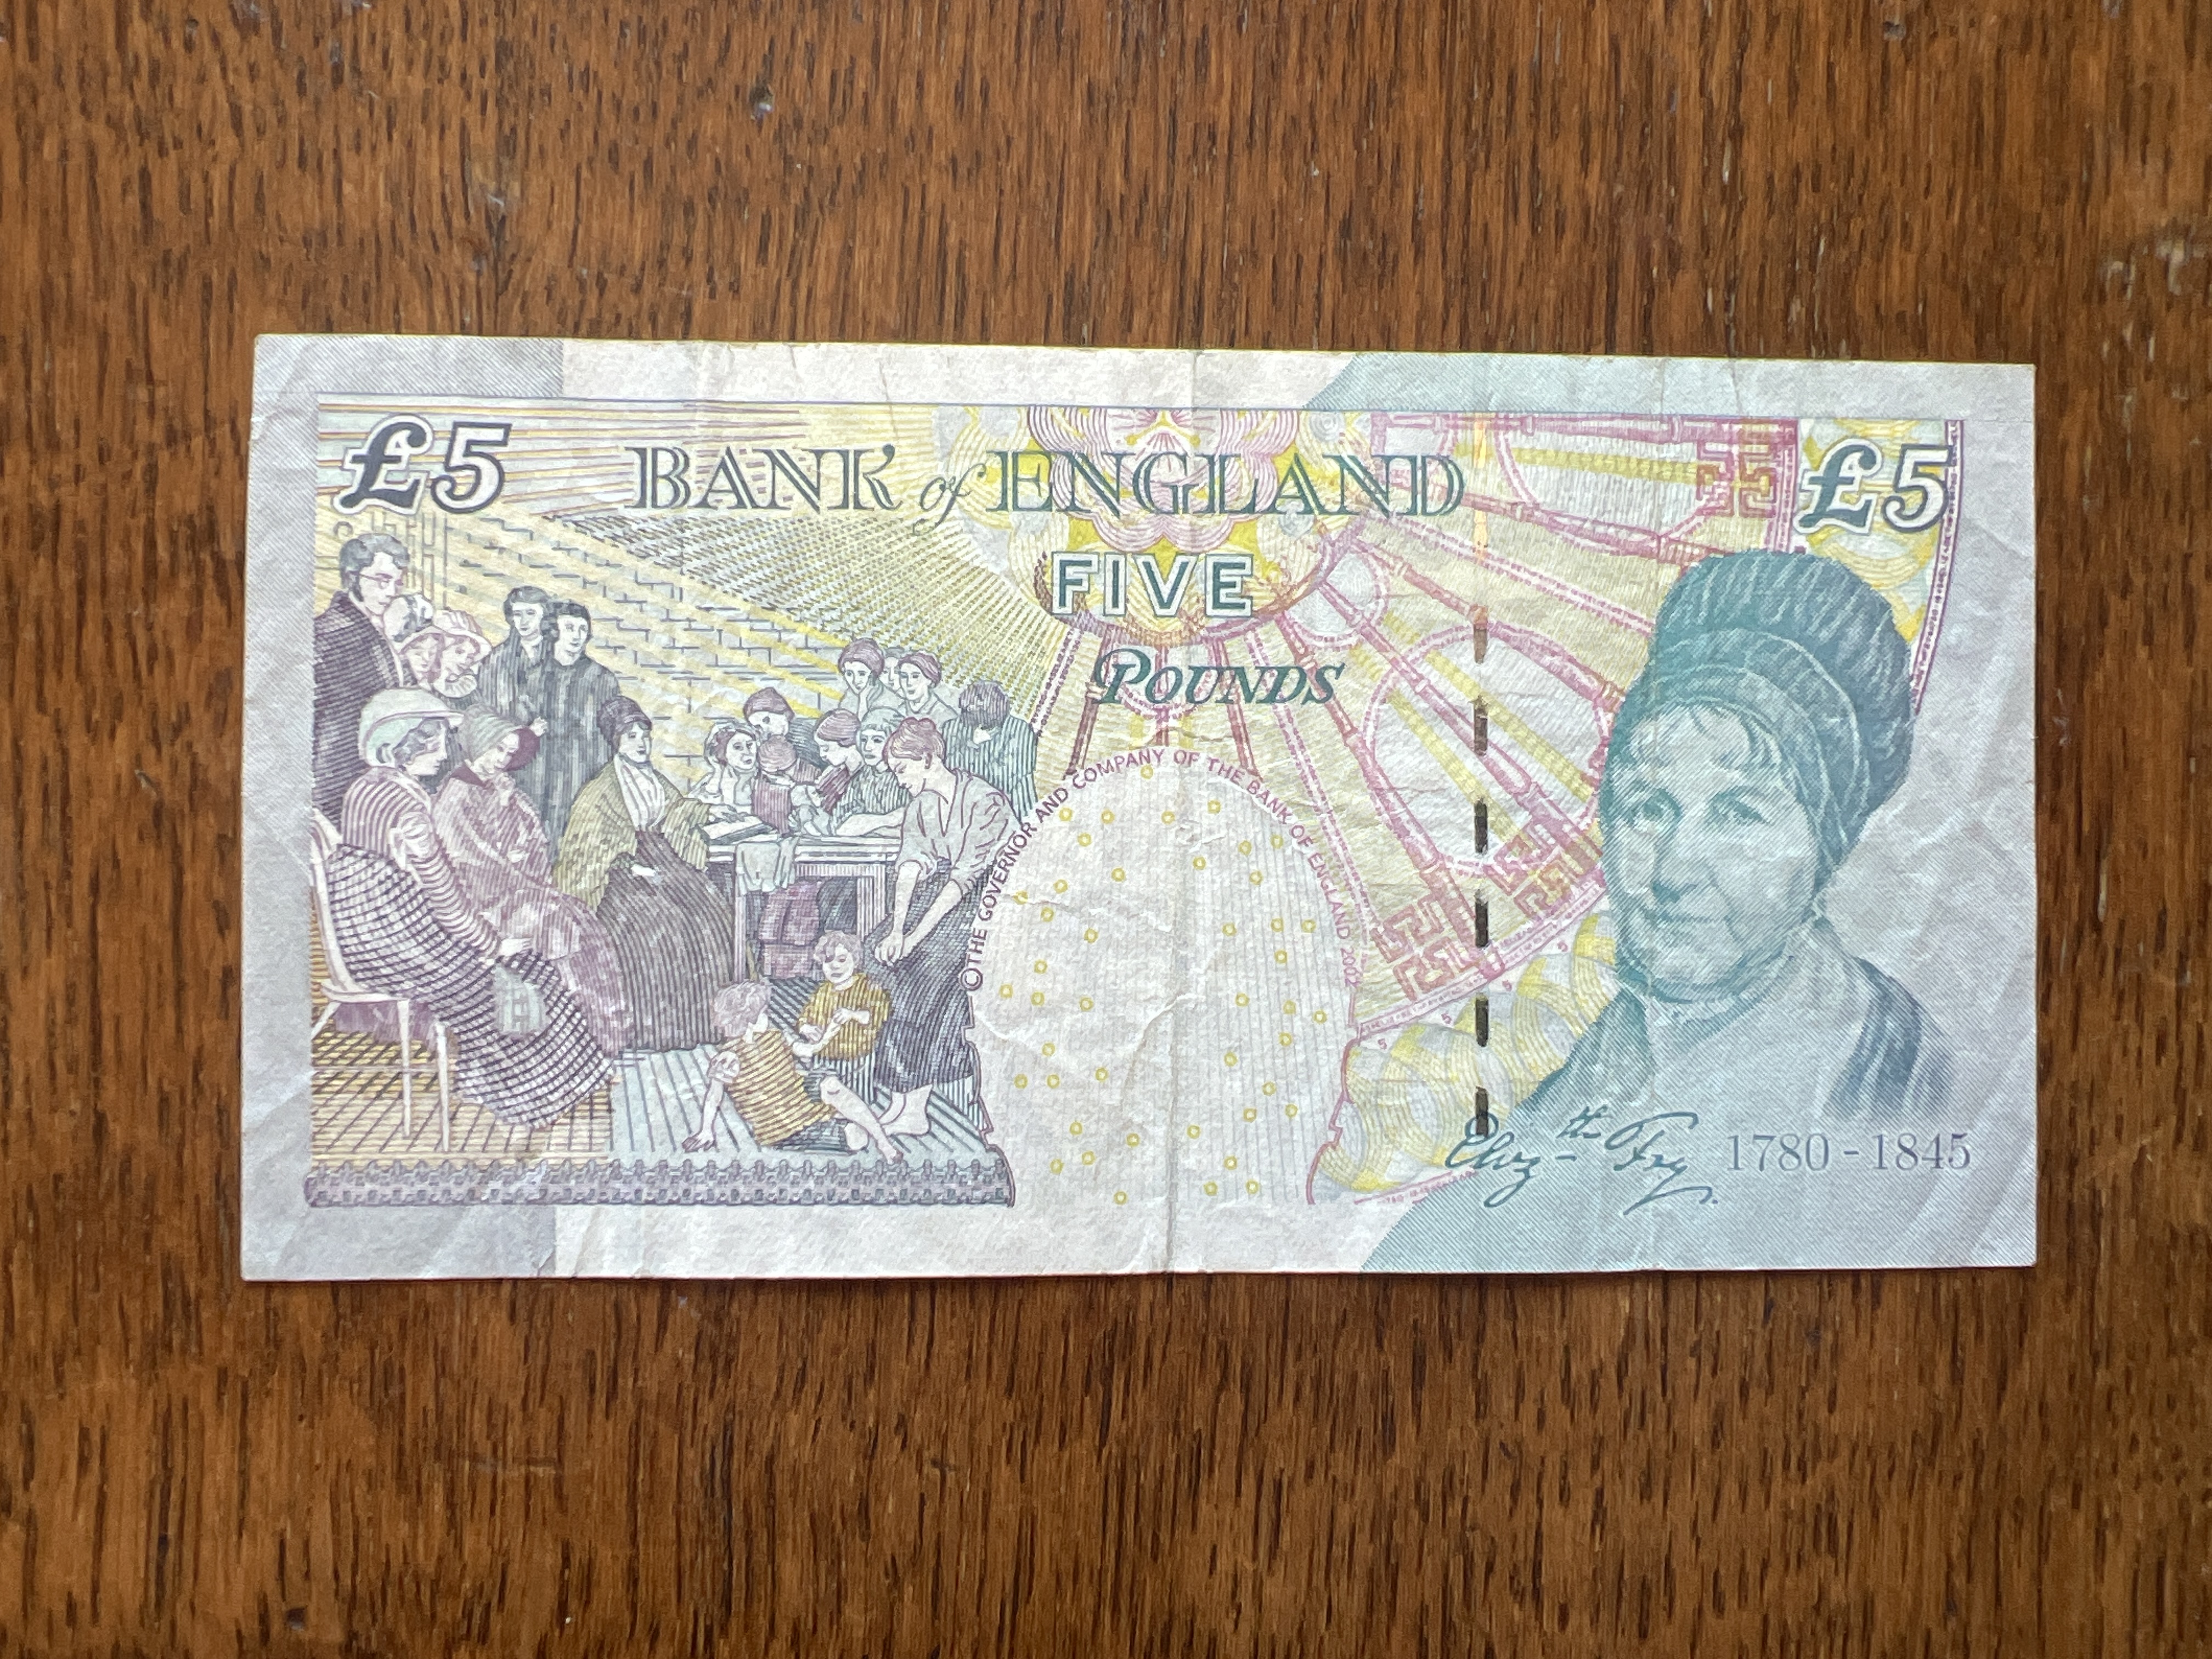 £5
BANK of ENGLAND
£5
FIVE
POUNDS
© THE GOVERNOR AND COMPANY OF THE BANK OF ENGLAND 2002
Eliz-th Fry
1780-1845